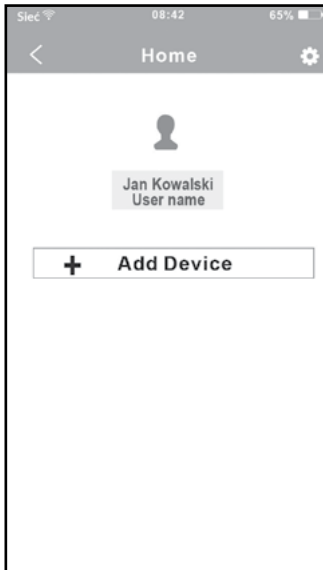 Sieć 08:42 65%
Home
Jan Kowalski
User name
+ Add Device